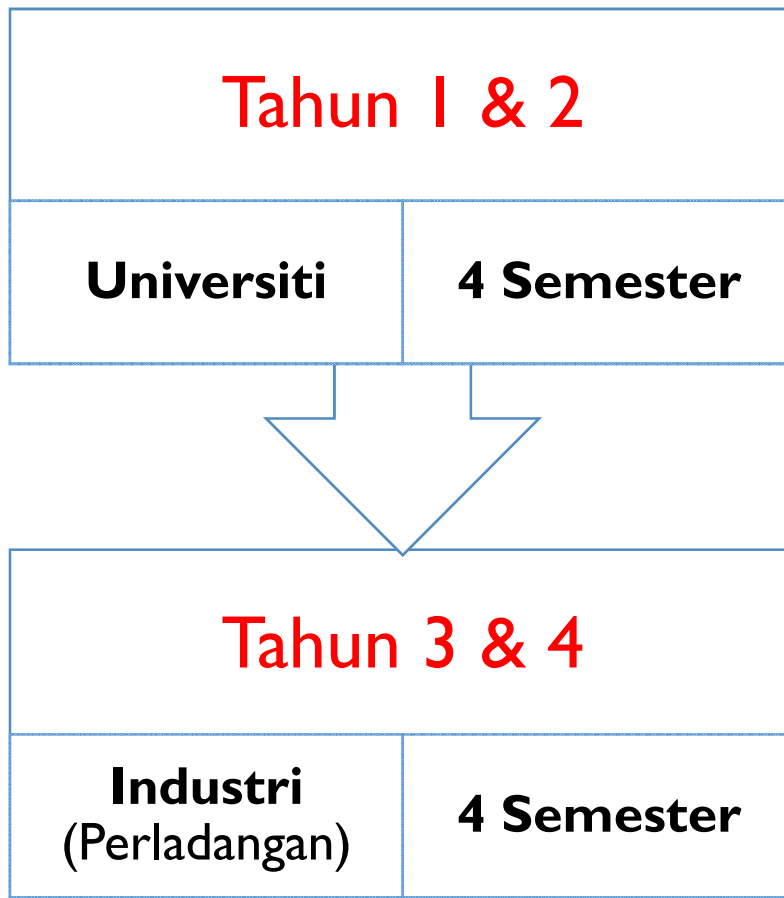 Tahun 1 & 2
Universiti
4 Semester
Tahun 3 & 4
Industri
(Perladangan)
4 Semester